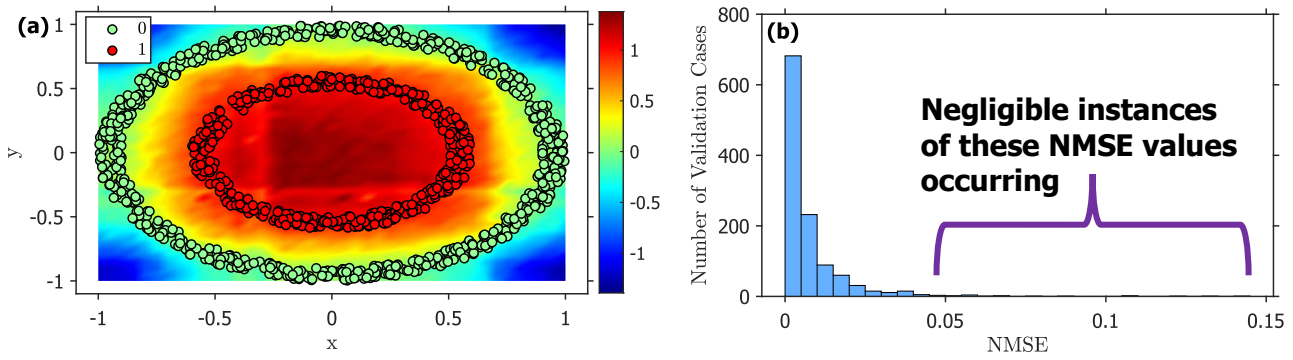 (a)
0
1
1
0.5
0
-0.5
-1
y
-1
-0.5
0
0.5
1
x
1
0.5
0
-0.5
-1
(b)
800
600
400
200
0
Number of Validation Cases
Negligible instances
of these NMSE values
occurring
0
0.05
0.1
0.15
NMSE